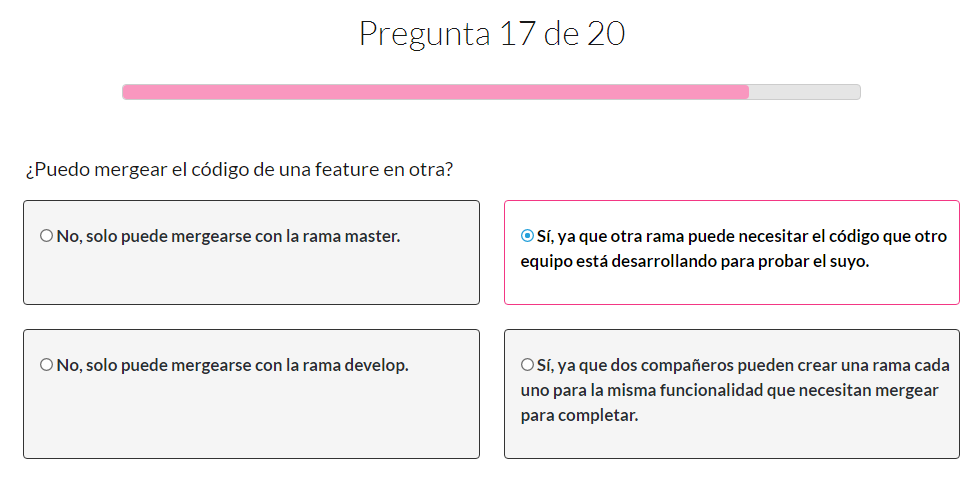 Pregunta 17 de 20
¿Puedo mergear el código de una feature en otra?
No, solo puede mergearse con la rama master.
Sí, ya que otra rama puede necesitar el código que otro
equipo está desarrollando para probar el suyo.
No, solo puede mergearse con la rama develop.
Sí, ya que dos compañeros pueden crear una rama cada
uno para la misma funcionalidad que necesitan mergear
para completar.